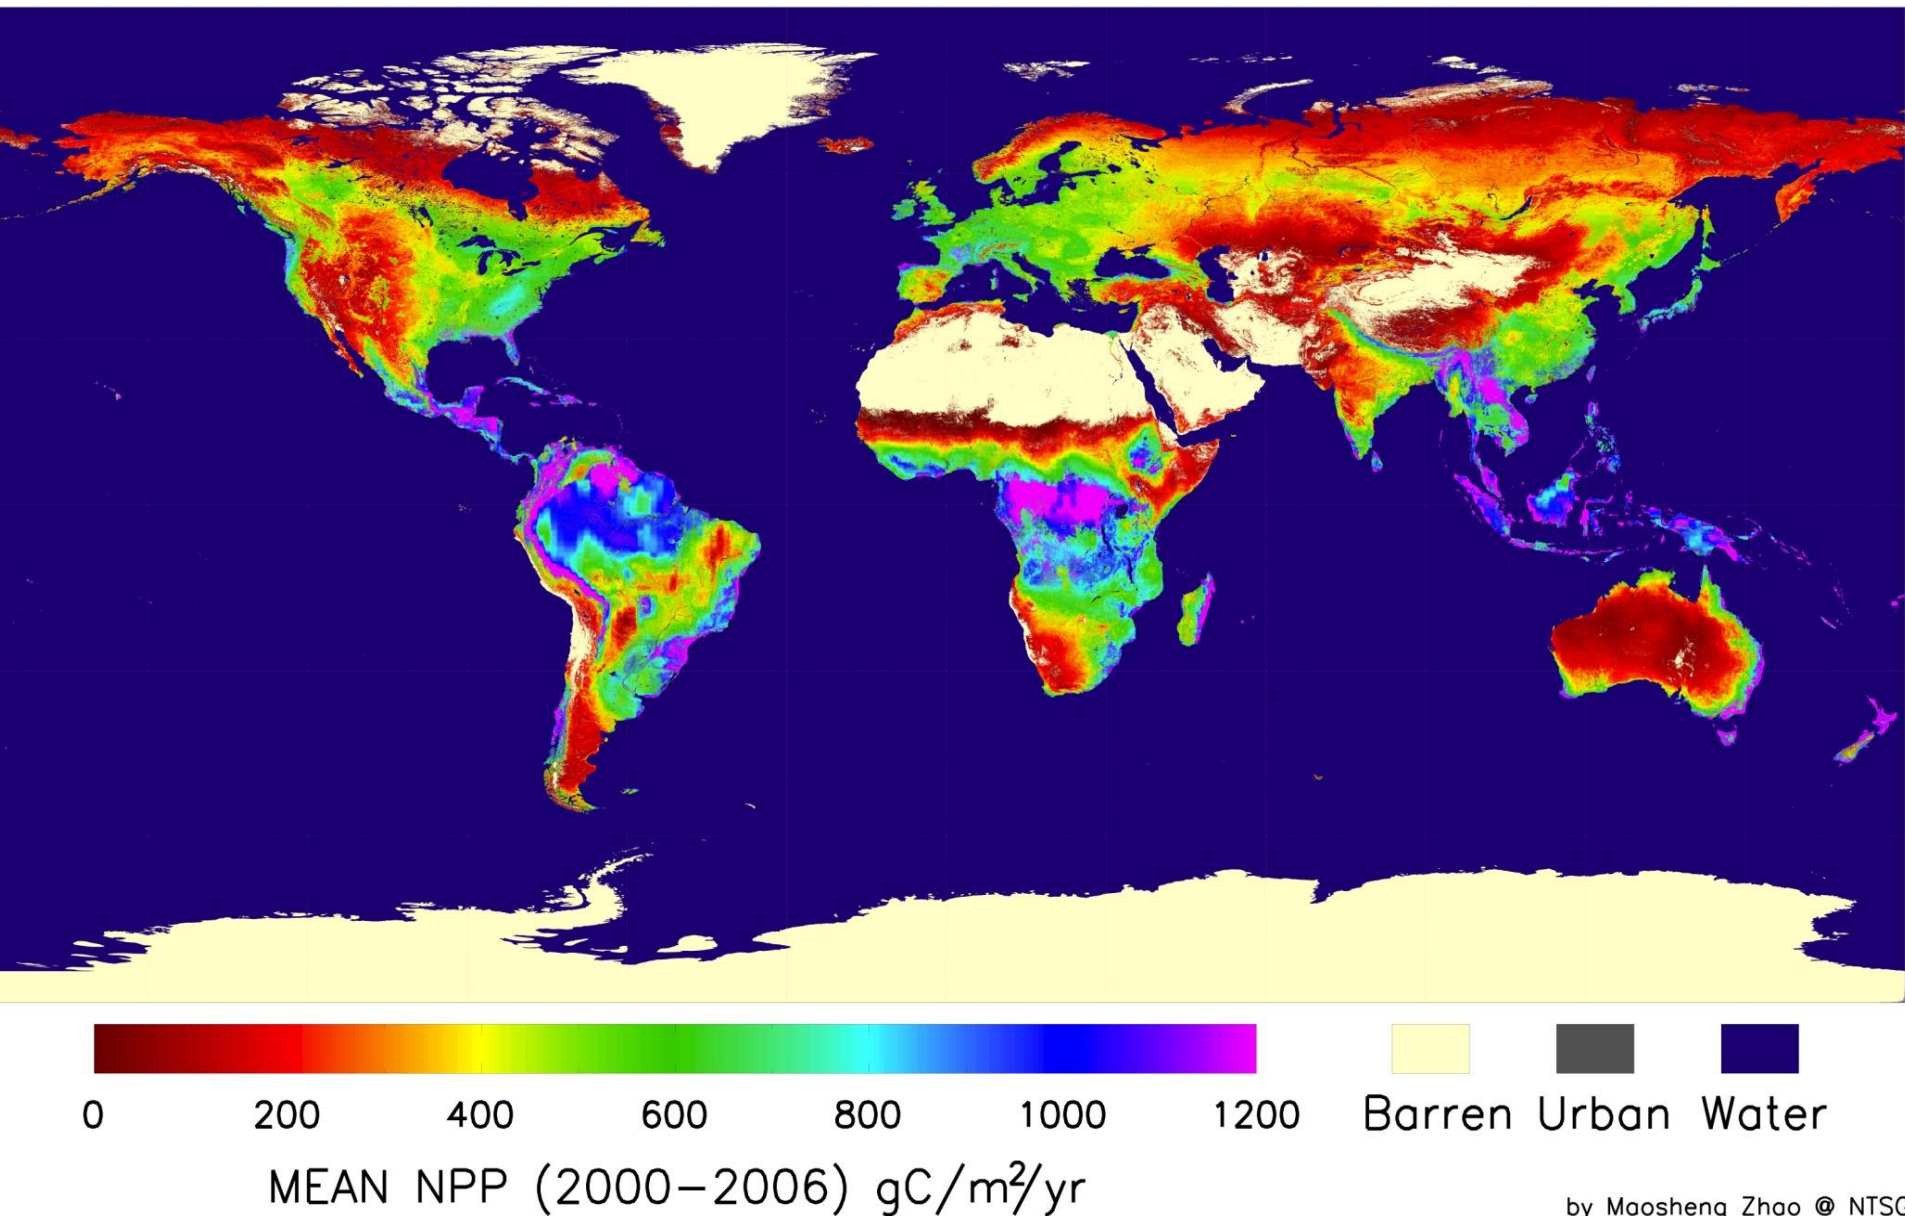 0 200 400 600 800 1000 1200 Barren Urban Water
MEAN NPP (2000-2006) gC/m²/yr
by Maosheng Zhao @ NTSG